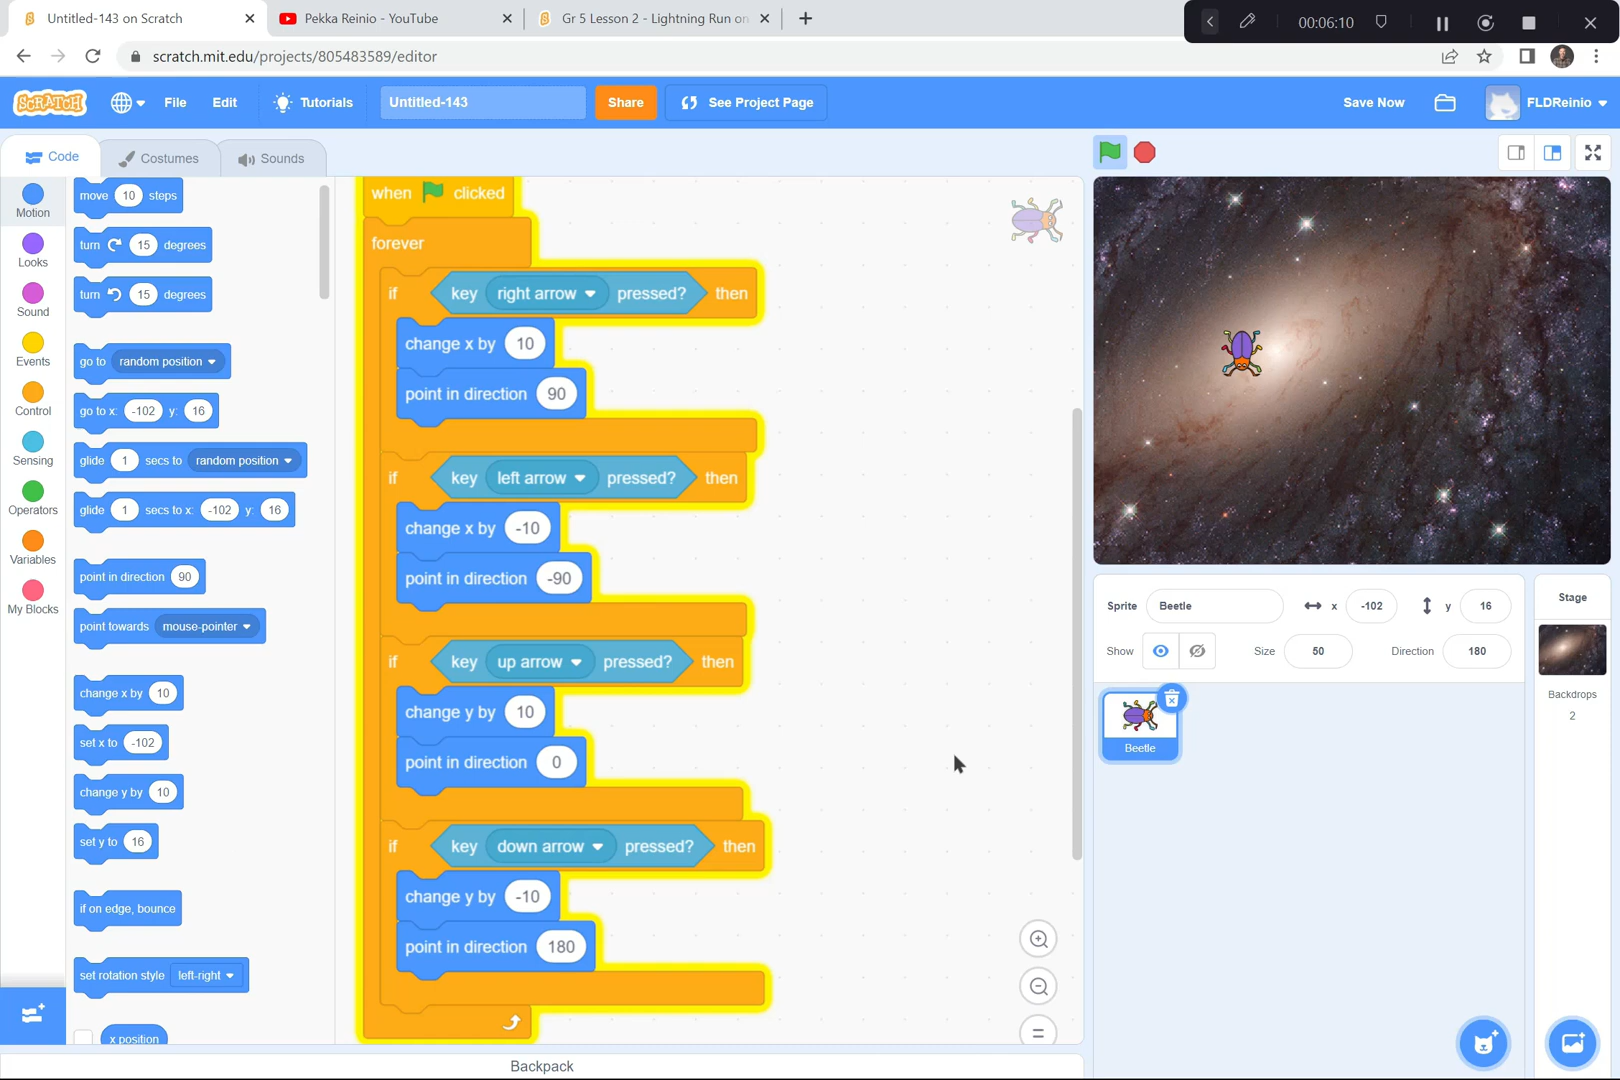 Untitled-143 on Scratch
Pekka Reinio - YouTube
Gr 5 Lesson 2 - Lightning Run on
00:06:10
scratch.mit.edu/projects/805483589/editor
SCRATCH
File
Edit
Tutorials
Untitled-143
Share
See Project Page
Save Now
FLDReinio
Code
Costumes
Sounds
Motion
Looks
Sound
Events
Control
Sensing
Operators
Variables
My Blocks
move 10 steps
turn 15 degrees
turn 15 degrees
go to random position
go to x: -102 y: 16
glide 1 secs to random position
glide 1 secs to x: -102 y: 16
point in direction 90
point towards mouse-pointer
change x by 10
set x to -102
change y by 10
set y to 16
if on edge, bounce
set rotation style left-right
x position
when clicked
forever
if key right arrow pressed? then
change x by 10
point in direction 90
if key left arrow pressed? then
change x by -10
point in direction -90
if key up arrow pressed? then
change y by 10
point in direction 0
if key down arrow pressed? then
change y by -10
point in direction 180
Backpack
Sprite Beetle x -102 y 16
Show Size 50 Direction 180
Beetle
Stage
Backdrops
2